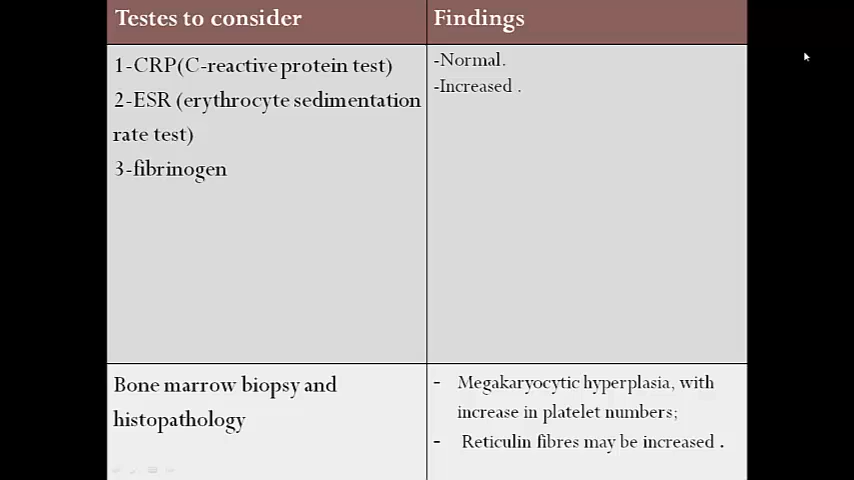 Testes to consider
Findings
1-CRP(C-reactive protein test)
2-ESR (erythrocyte sedimentation
rate test)
3-fibrinogen
-Normal.
-Increased .
Bone marrow biopsy and
histopathology
- Megakaryocytic hyperplasia, with
increase in platelet numbers;
- Reticulin fibres may be increased .